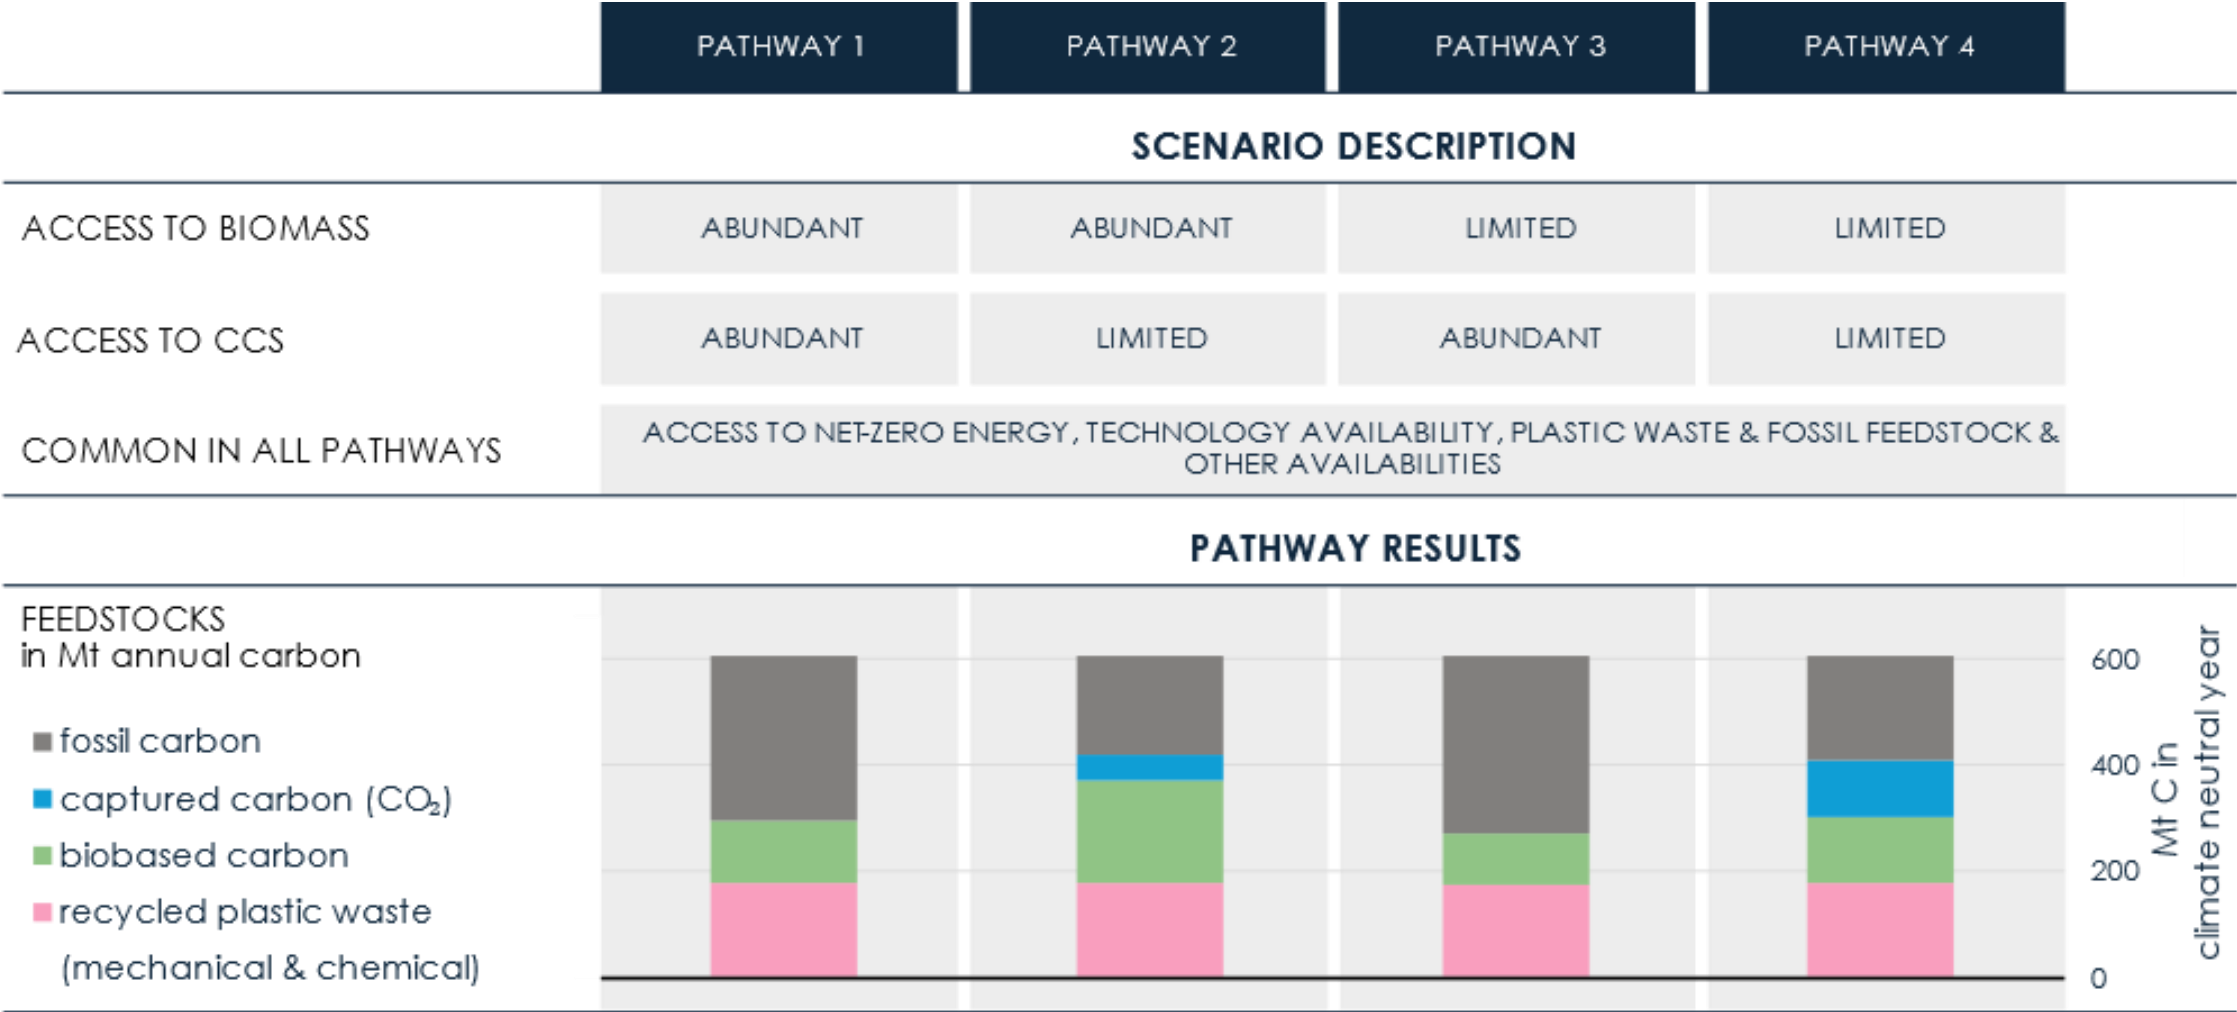 PATHWAY 1
PATHWAY 2
PATHWAY 3
PATHWAY 4
SCENARIO DESCRIPTION
ACCESS TO BIOMASS
ABUNDANT
ABUNDANT
LIMITED
LIMITED
ACCESS TO CCS
ABUNDANT
LIMITED
ABUNDANT
LIMITED
COMMON IN ALL PATHWAYS
ACCESS TO NET-ZERO ENERGY, TECHNOLOGY AVAILABILITY, PLASTIC WASTE & FOSSIL FEEDSTOCK &
OTHER AVAILABILITIES
PATHWAY RESULTS
FEEDSTOCKS
in Mt annual carbon
fossil carbon
captured carbon (CO₂)
biobased carbon
recycled plastic waste
(mechanical & chemical)
600
400
200
0
Mt C in
climate neutral year